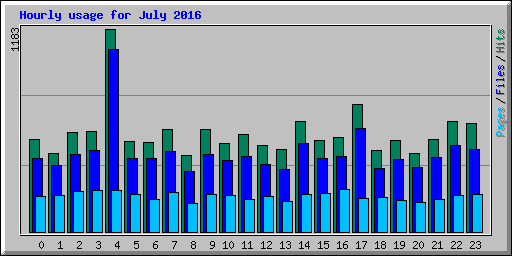 Hourly usage for July 2016
1183
Pages / Files / Hits
0 1 2 3 4 5 6 7 8 9 10 11 12 13 14 15 16 17 18 19 20 21 22 23